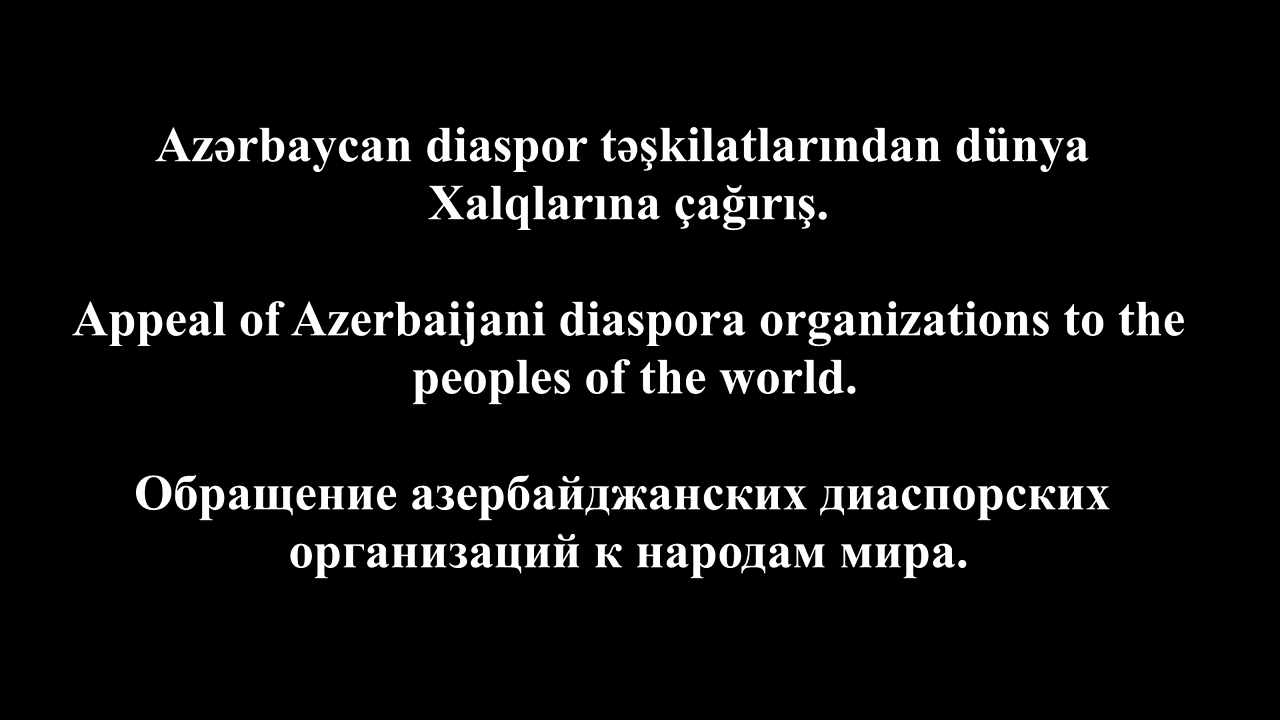 Azərbaycan diaspor təşkilatlarından dünya
Xalqlarına çağırış.
Appeal of Azerbaijani diaspora organizations to the
peoples of the world.
Обращение азербайджанских диаспорских
организаций к народам мира.